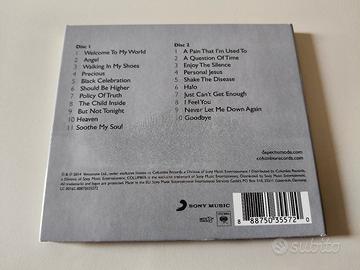 Disc 1
1 Welcome To My World
2 Angel
3 Walking In My Shoes
4 Precious
5 Black Celebration
6 Should Be Higher
7 Policy Of Truth
8 The Child Inside
9 But Not Tonight
10 Heaven
11 Soothe My Soul
Disc 2
1 A Pain That I'm Used To
2 A Question Of Time
3 Enjoy The Silence
4 Personal Jesus
5 Shake The Disease
6 Halo
7 Just Can't Get Enough
8 I Feel You
9 Never Let Me Down Again
10 Goodbye
depechemode.com
columbiarecords.com
SONY MUSIC
8 88750 35572 0
subito